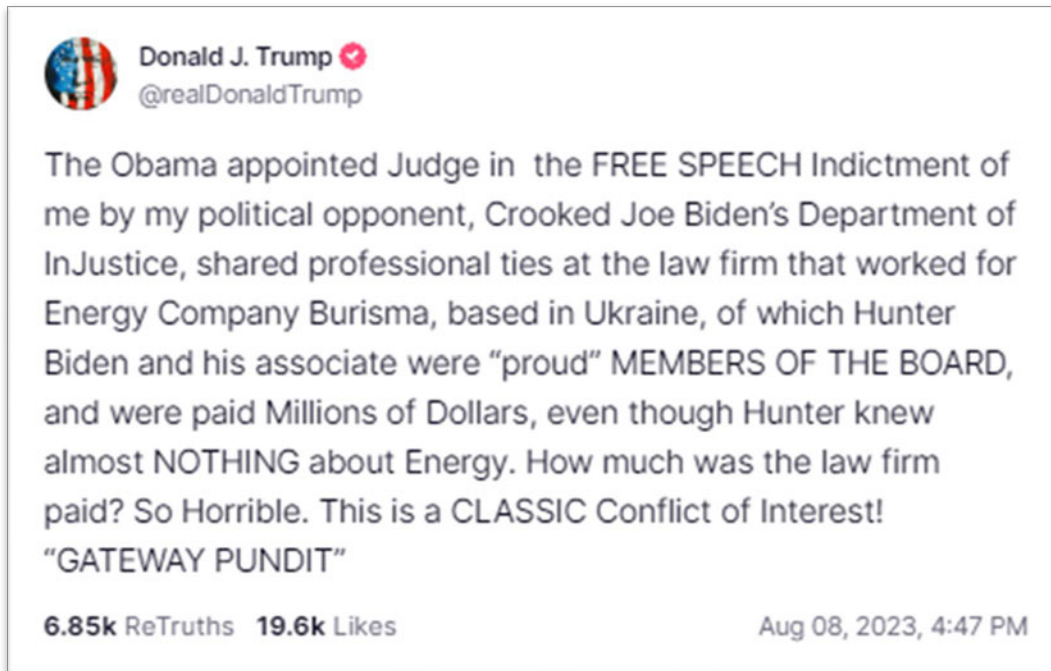 Donald J. Trump
@realDonaldTrump
The Obama appointed Judge in  the FREE SPEECH Indictment of
me by my political opponent, Crooked Joe Biden’s Department of
InJustice, shared professional ties at the law firm that worked for
Energy Company Burisma, based in Ukraine, of which Hunter
Biden and his associate were “proud” MEMBERS OF THE BOARD,
and were paid Millions of Dollars, even though Hunter knew
almost NOTHING about Energy. How much was the law firm
paid? So Horrible. This is a CLASSIC Conflict of Interest!
“GATEWAY PUNDIT”
6.85k ReTruths 19.6k Likes Aug 08, 2023, 4:47 PM